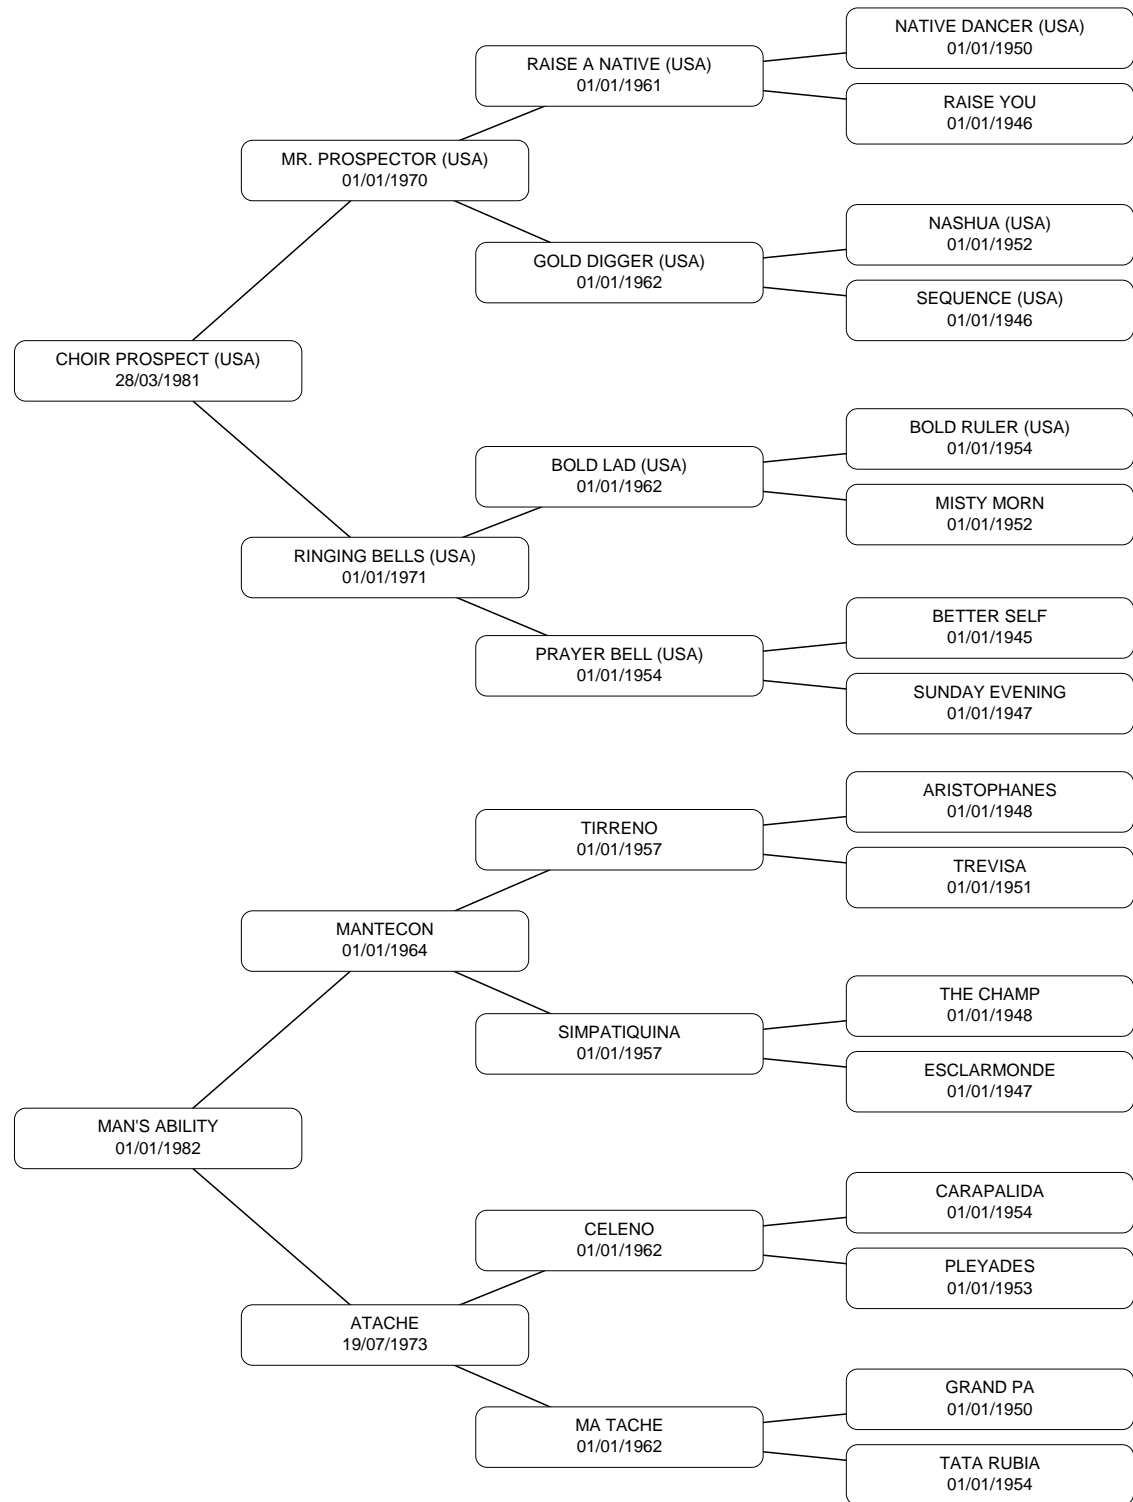 NATIVE DANCER (USA)
01/01/1950
RAISE A NATIVE (USA)
01/01/1961
RAISE YOU
01/01/1946
MR. PROSPECTOR (USA)
01/01/1970
NASHUA (USA)
01/01/1952
GOLD DIGGER (USA)
01/01/1962
SEQUENCE (USA)
01/01/1946
CHOIR PROSPECT (USA)
28/03/1981
BOLD RULER (USA)
01/01/1954
BOLD LAD (USA)
01/01/1962
MISTY MORN
01/01/1952
RINGING BELLS (USA)
01/01/1971
BETTER SELF
01/01/1945
PRAYER BELL (USA)
01/01/1954
SUNDAY EVENING
01/01/1947
ARISTOPHANES
01/01/1948
TIRRENO
01/01/1957
TREVISA
01/01/1951
MANTECON
01/01/1964
THE CHAMP
01/01/1948
SIMPATIQUINA
01/01/1957
ESCLARMONDE
01/01/1947
MAN'S ABILITY
01/01/1982
CARAPALIDA
01/01/1954
CELENO
01/01/1962
PLEYADES
01/01/1953
ATACHE
19/07/1973
GRAND PA
01/01/1950
MA TACHE
01/01/1962
TATA RUBIA
01/01/1954